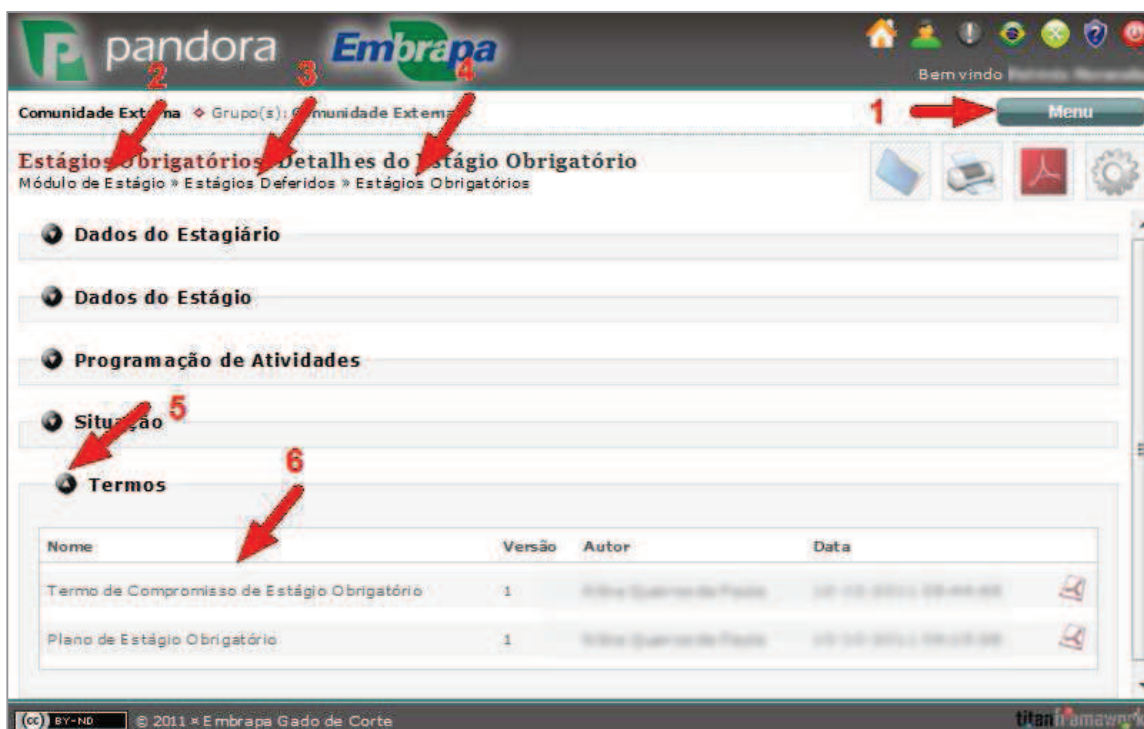 pandora Embrapa
2 3 4
Bem vindo
Comunidade Externa Grupo(s): Comunidade Externa
1 Menu
Estágios Obrigatórios Detalhes do Estágio Obrigatório
Módulo de Estágio » Estágios Deferidos » Estágios Obrigatórios
Dados do Estagiário
Dados do Estágio
Programação de Atividades
Situação
5
6
Termos
Nome Versão Autor Data
Termo de Compromisso de Estágio Obrigatório 1
Plano de Estágio Obrigatório 1
(cc) BY-ND © 2011 ¤ Embrapa Gado de Corte titan framework